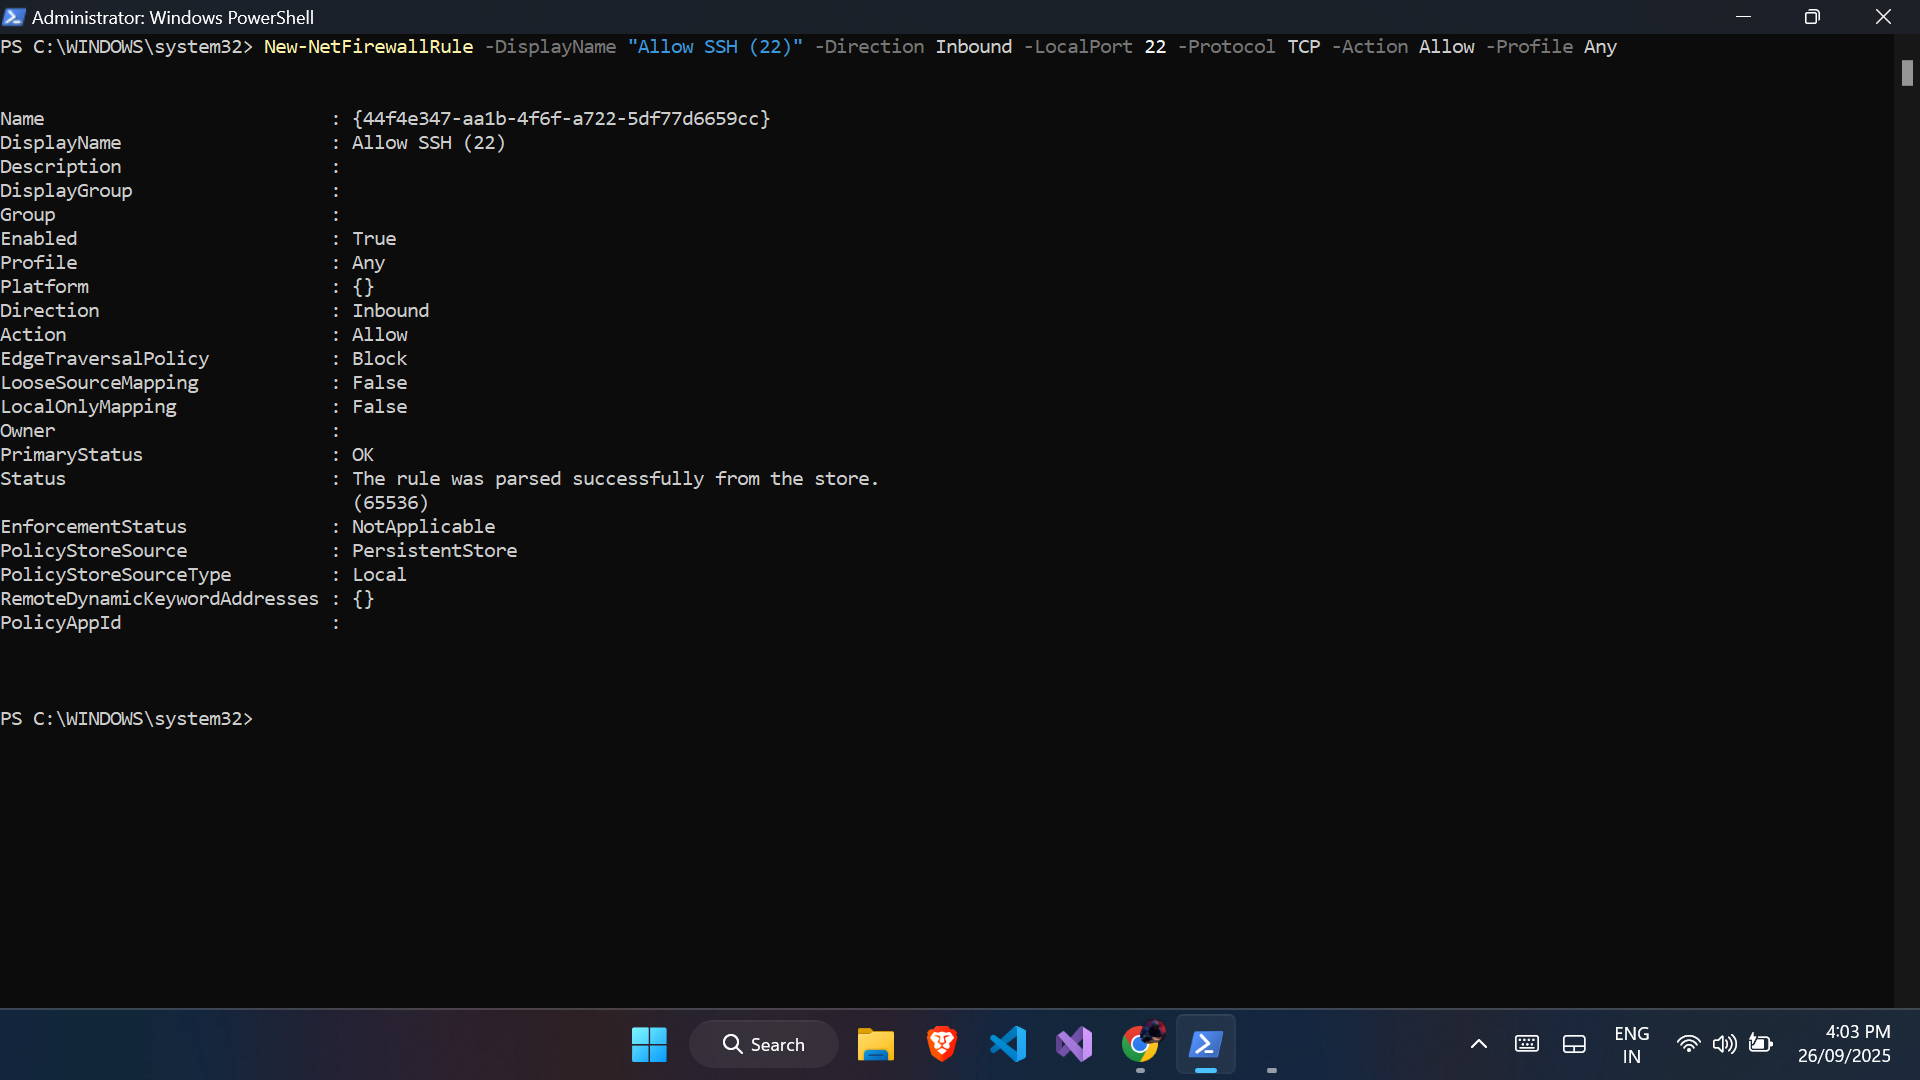 Administrator: Windows PowerShell
PS C:\WINDOWS\system32> New-NetFirewallRule -DisplayName "Allow SSH (22)" -Direction Inbound -LocalPort 22 -Protocol TCP -Action Allow -Profile Any
Name : {44f4e347-aa1b-4f6f-a722-5df77d6659cc}
DisplayName : Allow SSH (22)
Description :
DisplayGroup :
Group :
Enabled : True
Profile : Any
Platform : {}
Direction : Inbound
Action : Allow
EdgeTraversalPolicy : Block
LooseSourceMapping : False
LocalOnlyMapping : False
Owner :
PrimaryStatus : OK
Status : The rule was parsed successfully from the store.
(65536)
EnforcementStatus : NotApplicable
PolicyStoreSource : PersistentStore
PolicyStoreSourceType : Local
RemoteDynamicKeywordAddresses : {}
PolicyAppId :
PS C:\WINDOWS\system32>
Search
ENG
IN
4:03 PM
26/09/2025